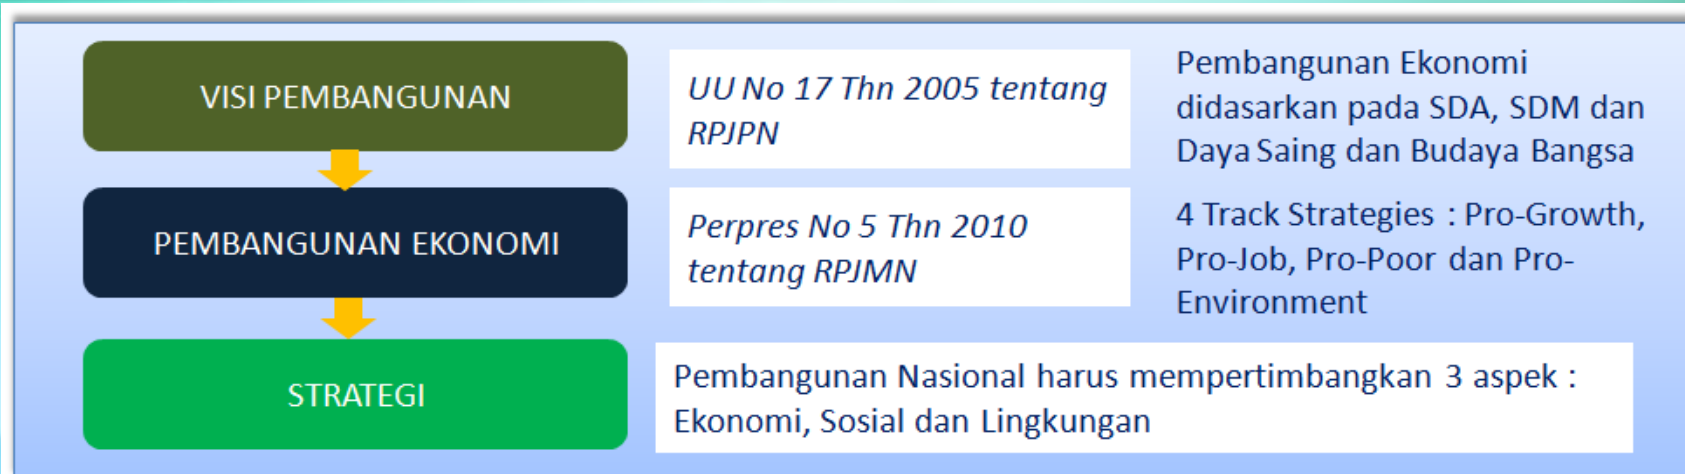 VISI PEMBANGUNAN
UU No 17 Thn 2005 tentang
RPJPN
Pembangunan Ekonomi
didasarkan pada SDA, SDM dan
Daya Saing dan Budaya Bangsa
PEMBANGUNAN EKONOMI
Perpres No 5 Thn 2010
tentang RPJMN
4 Track Strategies : Pro-Growth,
Pro-Job, Pro-Poor dan Pro-
Environment
STRATEGI
Pembangunan Nasional harus mempertimbangkan 3 aspek :
Ekonomi, Sosial dan Lingkungan